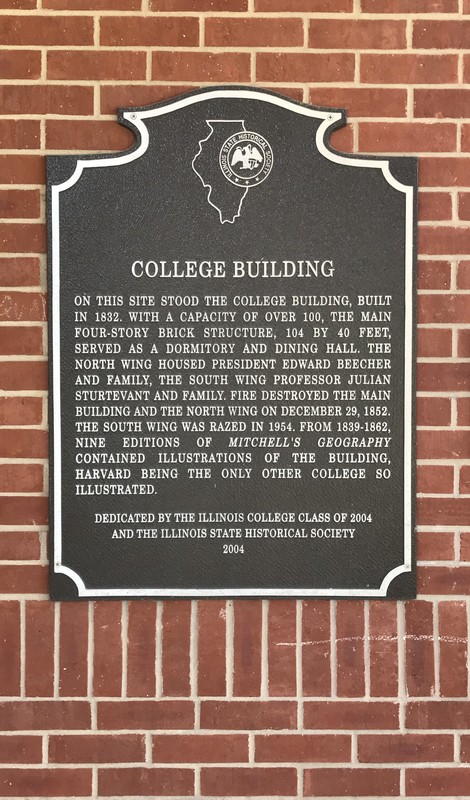 ILLINOIS STATE HISTORICAL SOCIETY
COLLEGE BUILDING
ON THIS SITE STOOD THE COLLEGE BUILDING, BUILT
IN 1832. WITH A CAPACITY OF OVER 100, THE MAIN
FOUR-STORY BRICK STRUCTURE, 104 BY 40 FEET,
SERVED AS A DORMITORY AND DINING HALL. THE
NORTH WING HOUSED PRESIDENT EDWARD BEECHER
AND FAMILY, THE SOUTH WING PROFESSOR JULIAN
STURTEVANT AND FAMILY. FIRE DESTROYED THE MAIN
BUILDING AND THE NORTH WING ON DECEMBER 29, 1852.
THE SOUTH WING WAS RAZED IN 1954. FROM 1839-1862,
NINE EDITIONS OF MITCHELL'S GEOGRAPHY
CONTAINED ILLUSTRATIONS OF THE BUILDING,
HARVARD BEING THE ONLY OTHER COLLEGE SO
ILLUSTRATED.
DEDICATED BY THE ILLINOIS COLLEGE CLASS OF 2004
AND THE ILLINOIS STATE HISTORICAL SOCIETY
2004